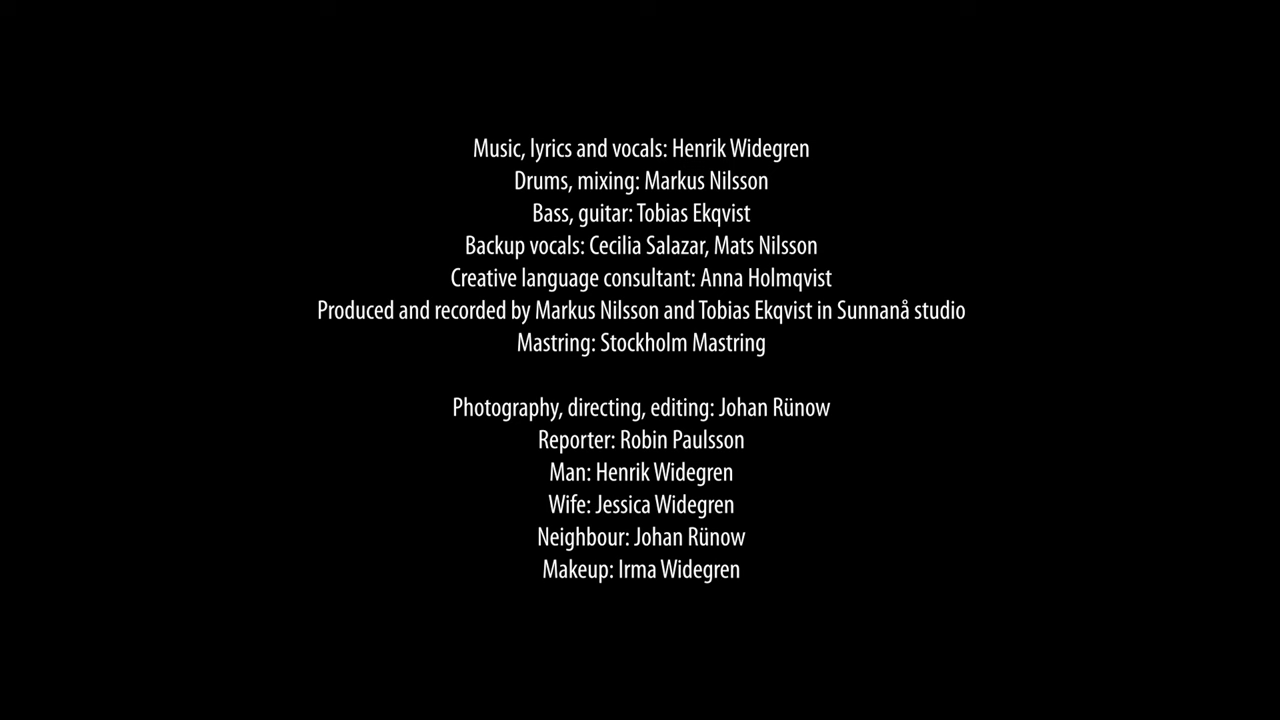 Music, lyrics and vocals: Henrik Widegren
Drums, mixing: Markus Nilsson
Bass, guitar: Tobias Ekqvist
Backup vocals: Cecilia Salazar, Mats Nilsson
Creative language consultant: Anna Holmqvist
Produced and recorded by Markus Nilsson and Tobias Ekqvist in Sunnanå studio
Mastring: Stockholm Mastring
Photography, directing, editing: Johan Rünow
Reporter: Robin Paulsson
Man: Henrik Widegren
Wife: Jessica Widegren
Neighbour: Johan Rünow
Makeup: Irma Widegren